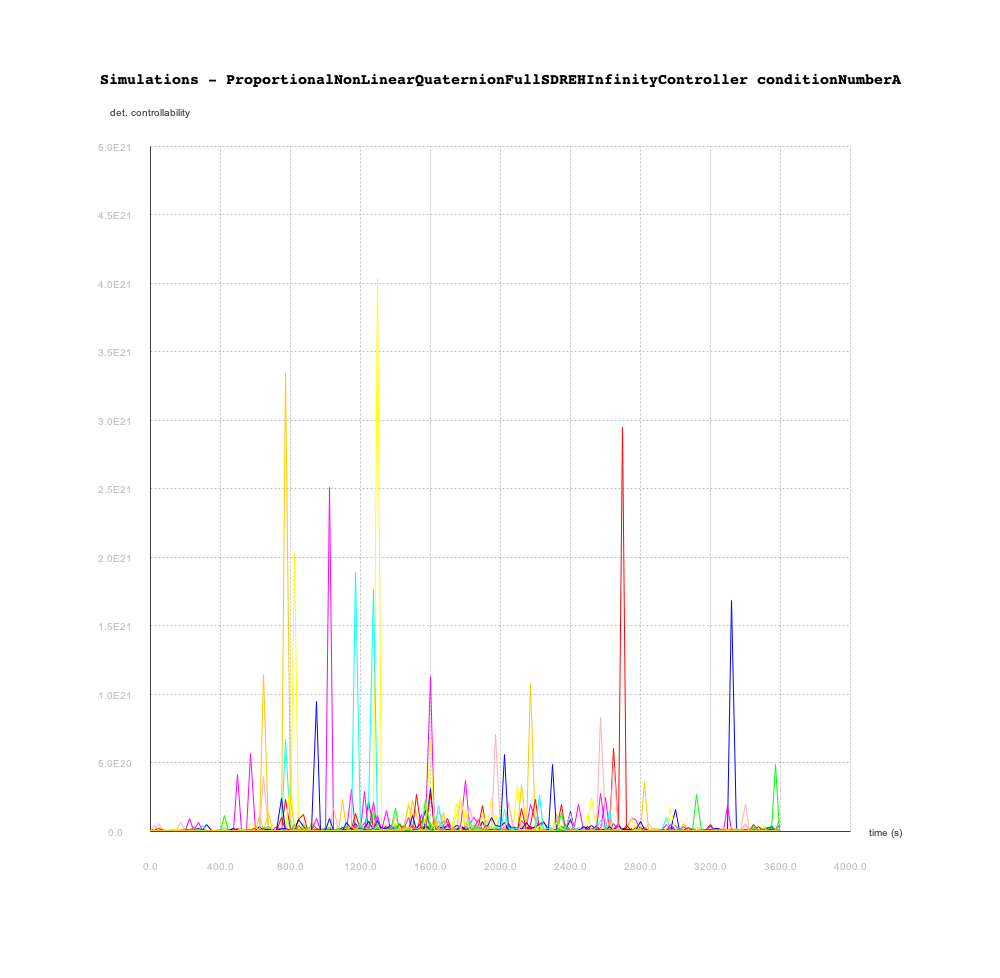 Simulations - ProportionalNonLinearQuaternionFullSDREHInfinityController conditionNumberA
det. controllability
5.0E21
4.5E21
4.0E21
3.5E21
3.0E21
2.5E21
2.0E21
1.5E21
1.0E21
5.0E20
0.0
time (s)
0.0 400.0 800.0 1200.0 1600.0 2000.0 2400.0 2800.0 3200.0 3600.0 4000.0